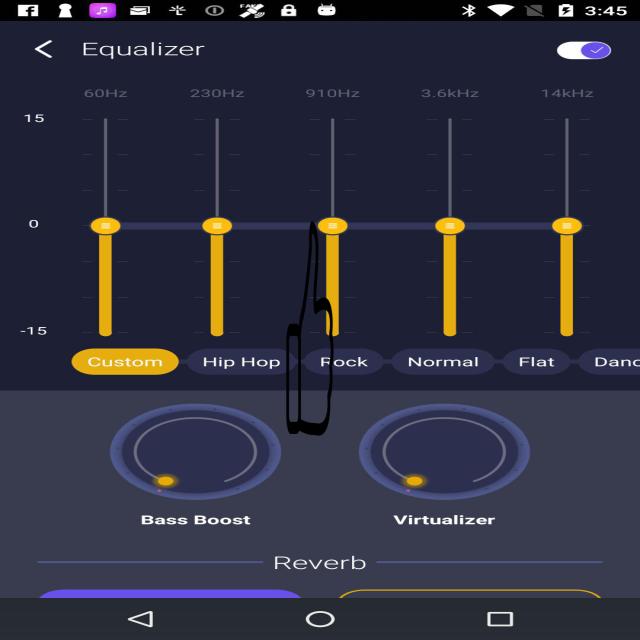 3:45
Equalizer
60Hz 230Hz 910Hz 3.6kHz 14kHz
15
0
-15
Custom Hip Hop Rock Normal Flat Danc
Bass Boost Virtualizer
Reverb